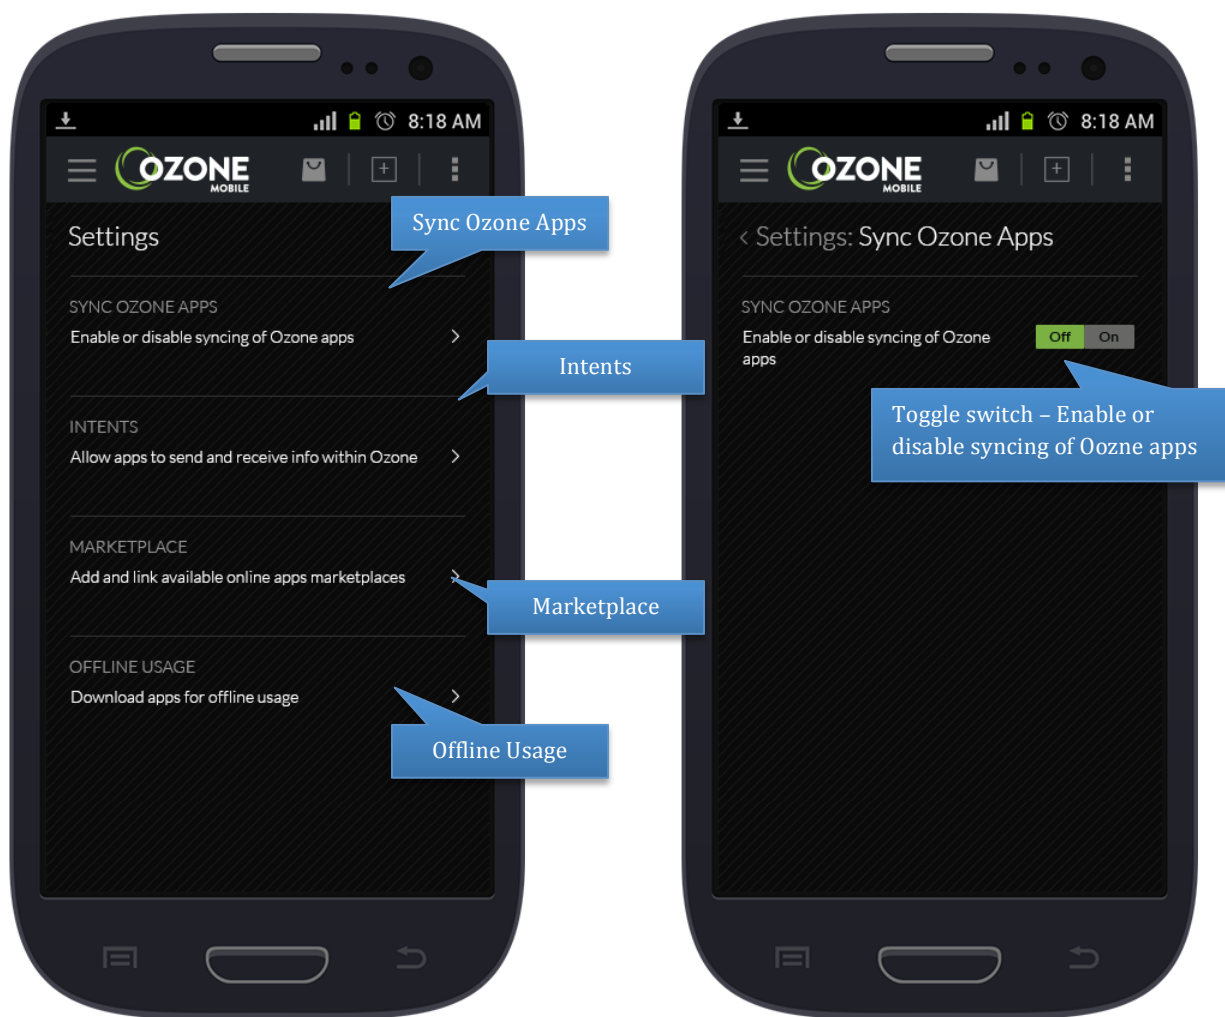 8:18 AM
OZONE
MOBILE
Settings
Sync Ozone Apps
SYNC OZONE APPS
Enable or disable syncing of Ozone apps
Intents
INTENTS
Allow apps to send and receive info within Ozone
MARKETPLACE
Add and link available online apps marketplaces
Marketplace
OFFLINE USAGE
Download apps for offline usage
Offline Usage
8:18 AM
OZONE
MOBILE
< Settings: Sync Ozone Apps
SYNC OZONE APPS
Enable or disable syncing of Ozone
apps
Off On
Toggle switch – Enable or
disable syncing of Oozne apps